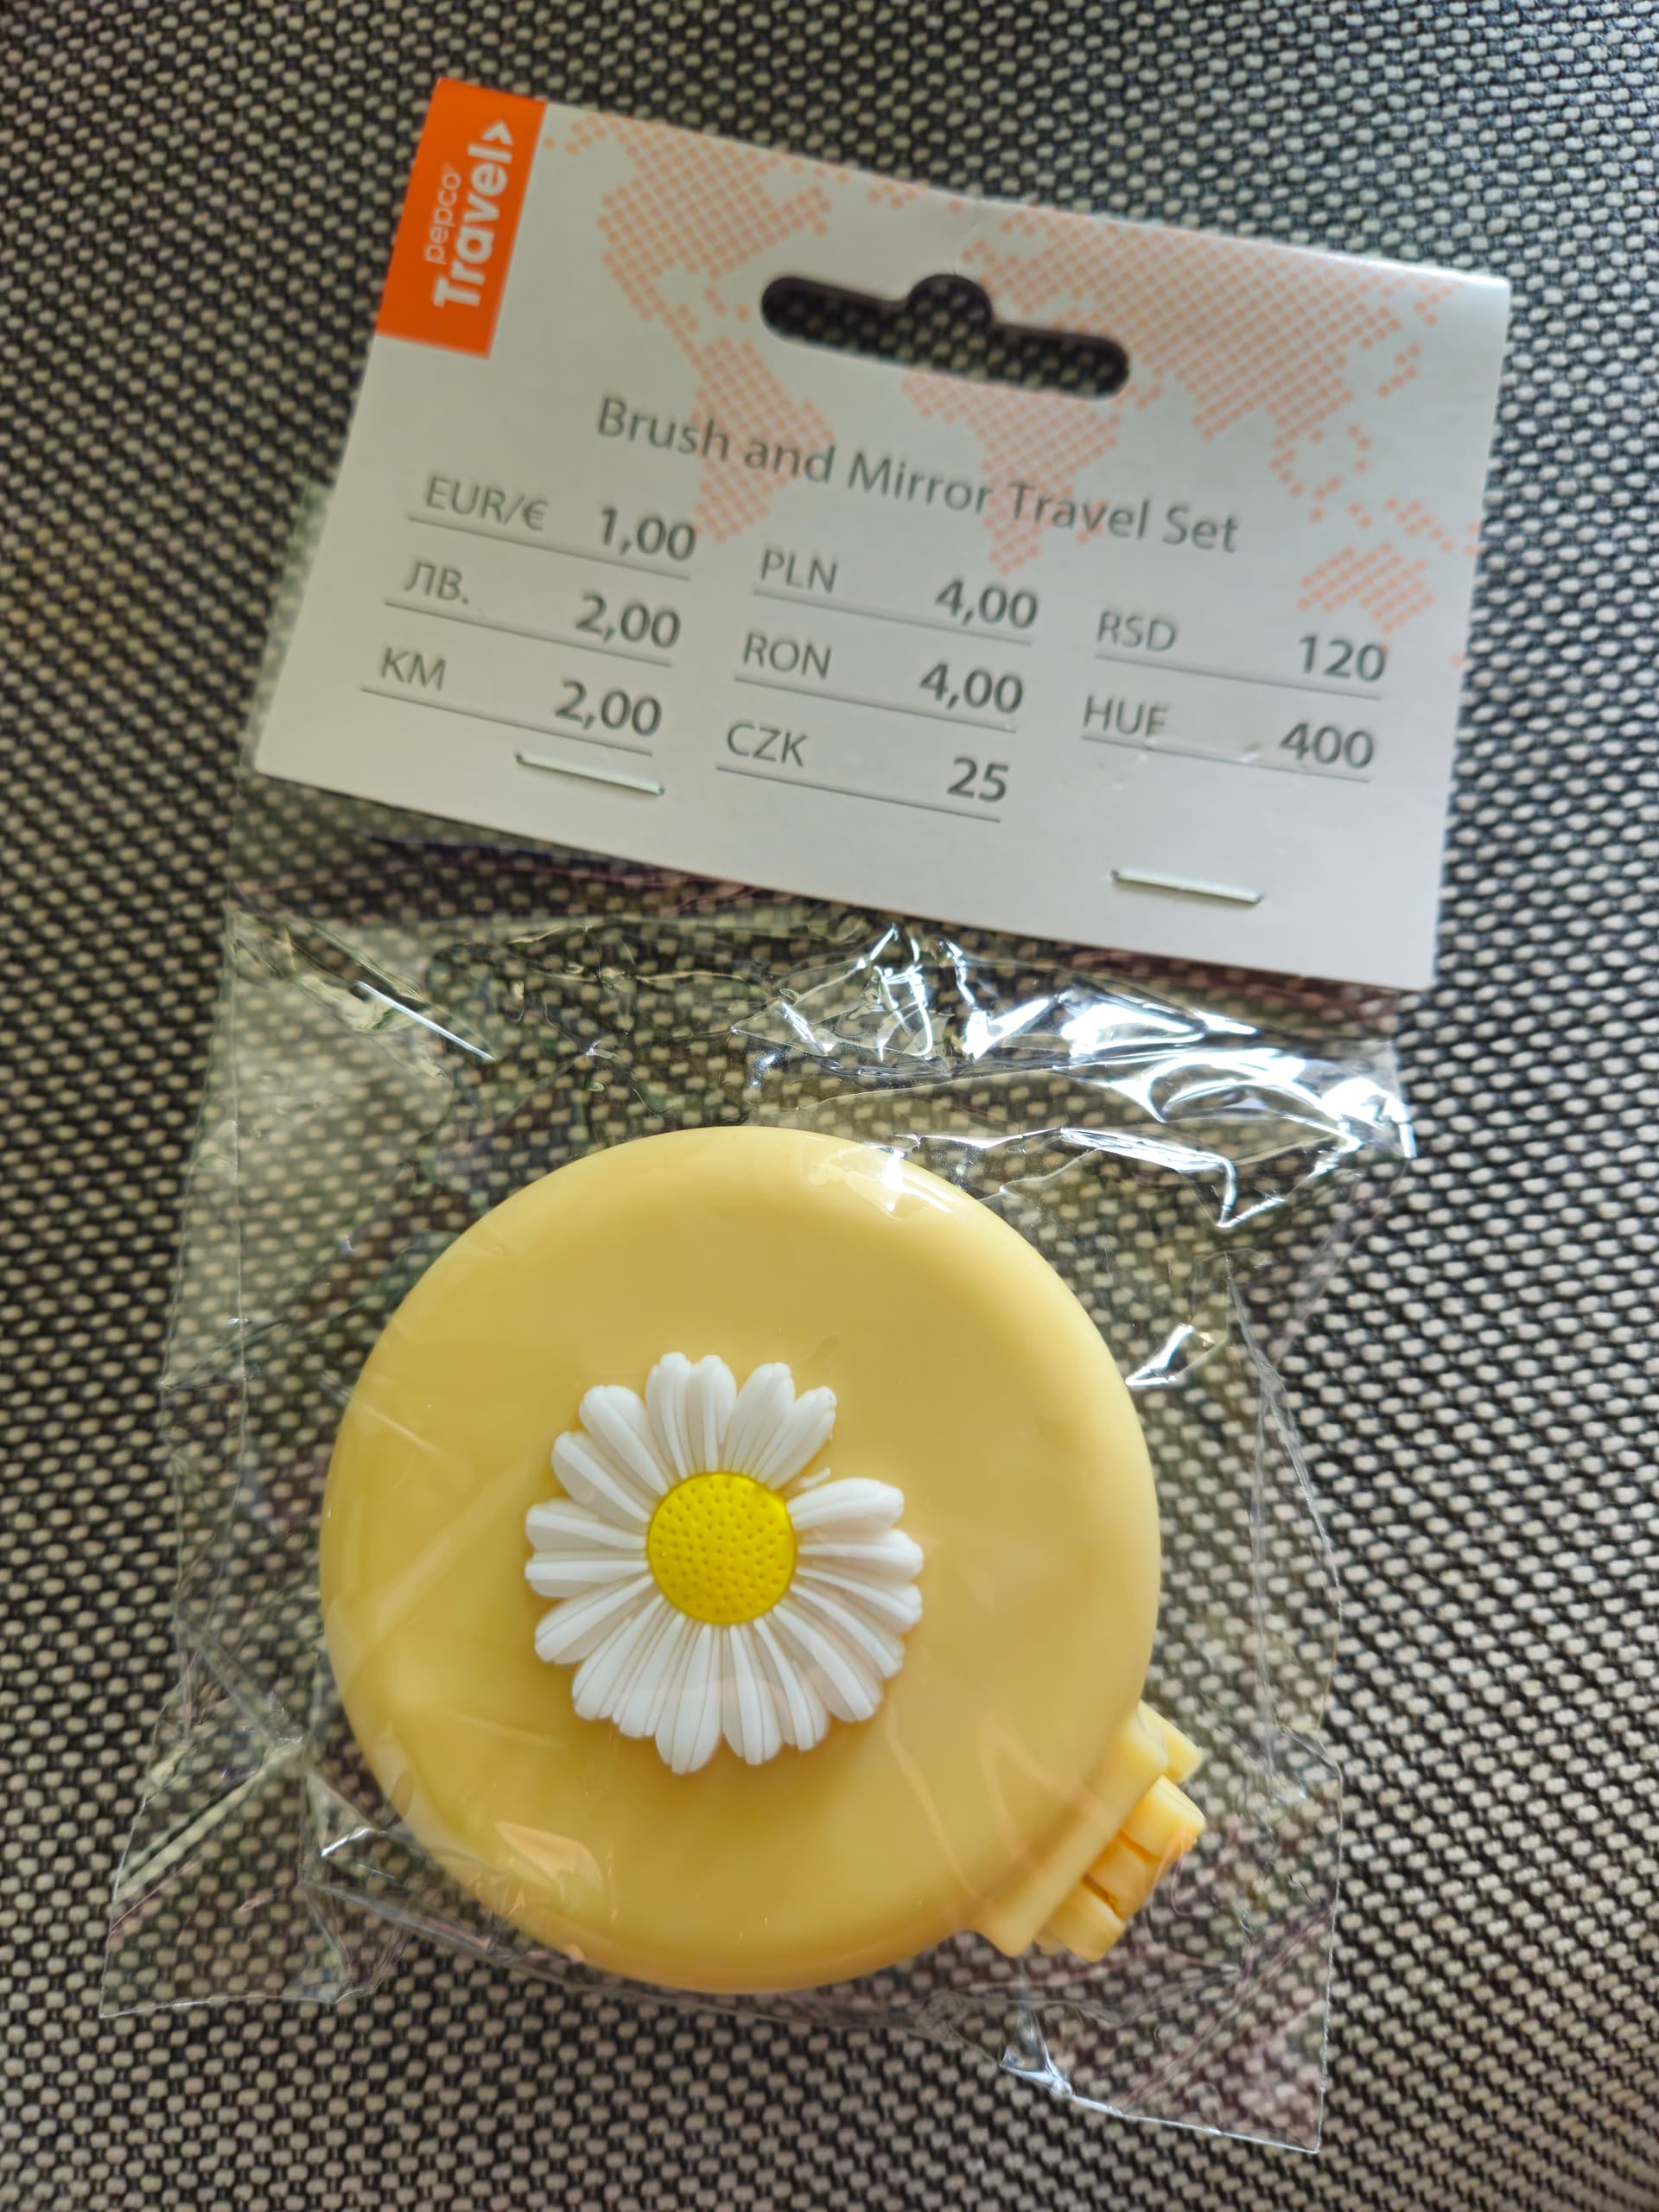 pepco
Travel>
Brush and Mirror Travel Set
EUR/€ 1,00
ЛВ. 2,00
KM 2,00
PLN 4,00
RON 4,00
CZK 25
RSD 120
HUF 400